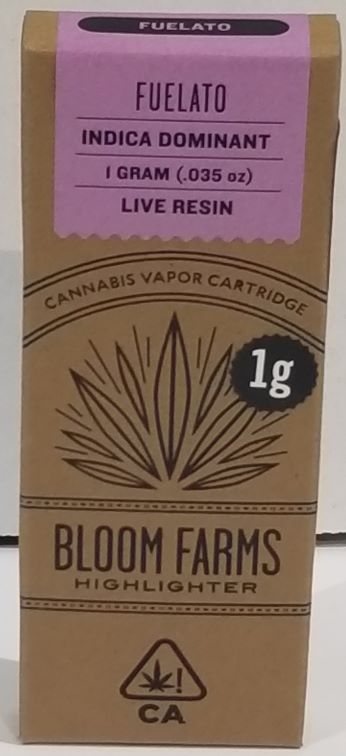 FUELATO
FUELATO
INDICA DOMINANT
1 GRAM (.035 oz)
LIVE RESIN
CANNABIS VAPOR CARTRIDGE
1g
BLOOM FARMS
HIGHLIGHTER
!
CA